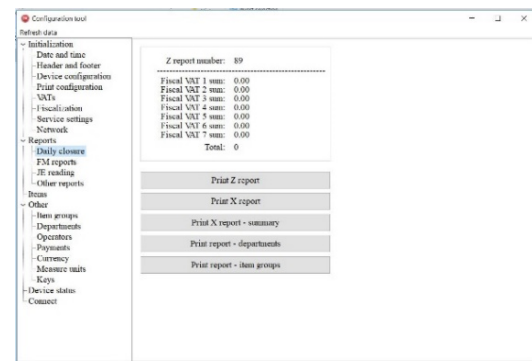 Configuration tool
Refresh data
Initialization
Date and time
Header and footer
Device configuration
Print configuration
VATs
Fiscalization
Service settings
Network
Reports
Daily closure
FM reports
JE reading
Other reports
Items
Other
Item groups
Departments
Operators
Payments
Currency
Measure units
Keys
Device status
Connect
Z report number: 89
Fiscal VAT 1 sum: 0.00
Fiscal VAT 2 sum: 0.00
Fiscal VAT 3 sum: 0.00
Fiscal VAT 4 sum: 0.00
Fiscal VAT 5 sum: 0.00
Fiscal VAT 6 sum: 0.00
Fiscal VAT 7 sum: 0.00
Total: 0
Print Z report
Print X report
Print X report - summary
Print report - departments
Print report - item groups